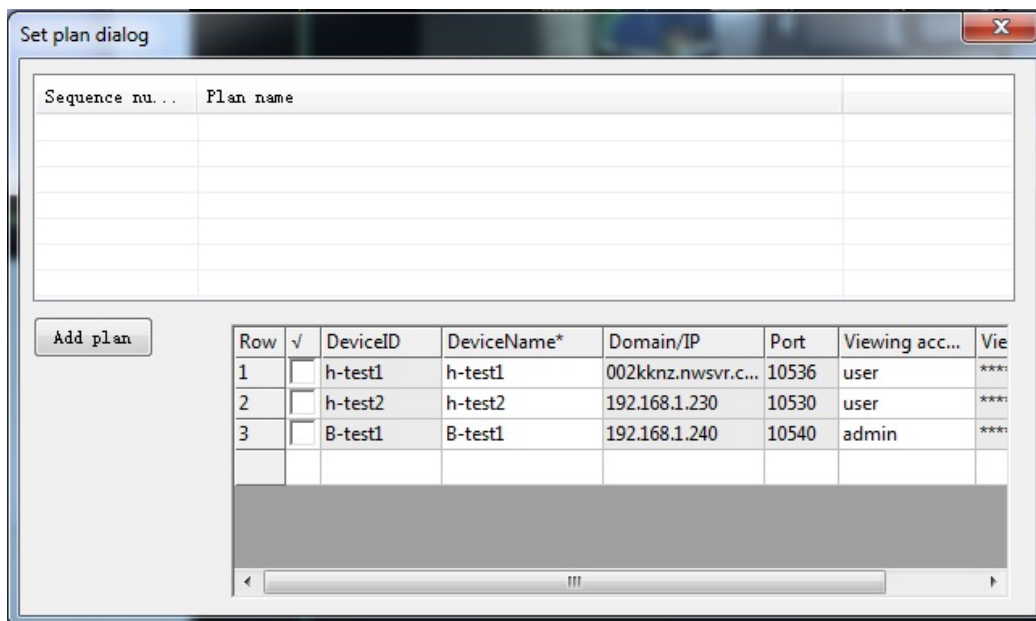 Set plan dialog
Sequence nu... Plan name
Add plan
Row √ DeviceID DeviceName* Domain/IP Port Viewing acc... Vie
1 h-test1 h-test1 002kknz.nwsvr.c... 10536 user ****
2 h-test2 h-test2 192.168.1.230 10530 user ****
3 B-test1 B-test1 192.168.1.240 10540 admin ****